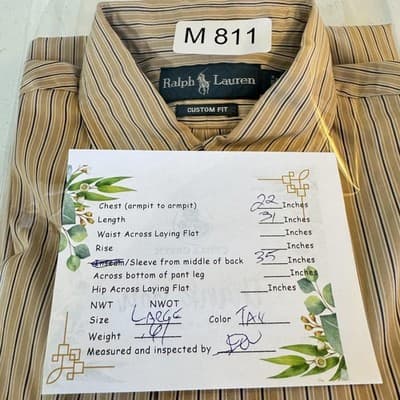 M 811
Ralph Lauren
CUSTOM FIT
Chest (armpit to armpit) 22 Inches
Length 31 Inches
Waist Across Laying Flat Inches
Rise Inches
Inseam/Sleeve from middle of back 35 Inches
Across bottom of pant leg Inches
Hip Across Laying Flat Inches
NWT NWOT
Size LARGE Color TAN
Weight
Measured and inspected by